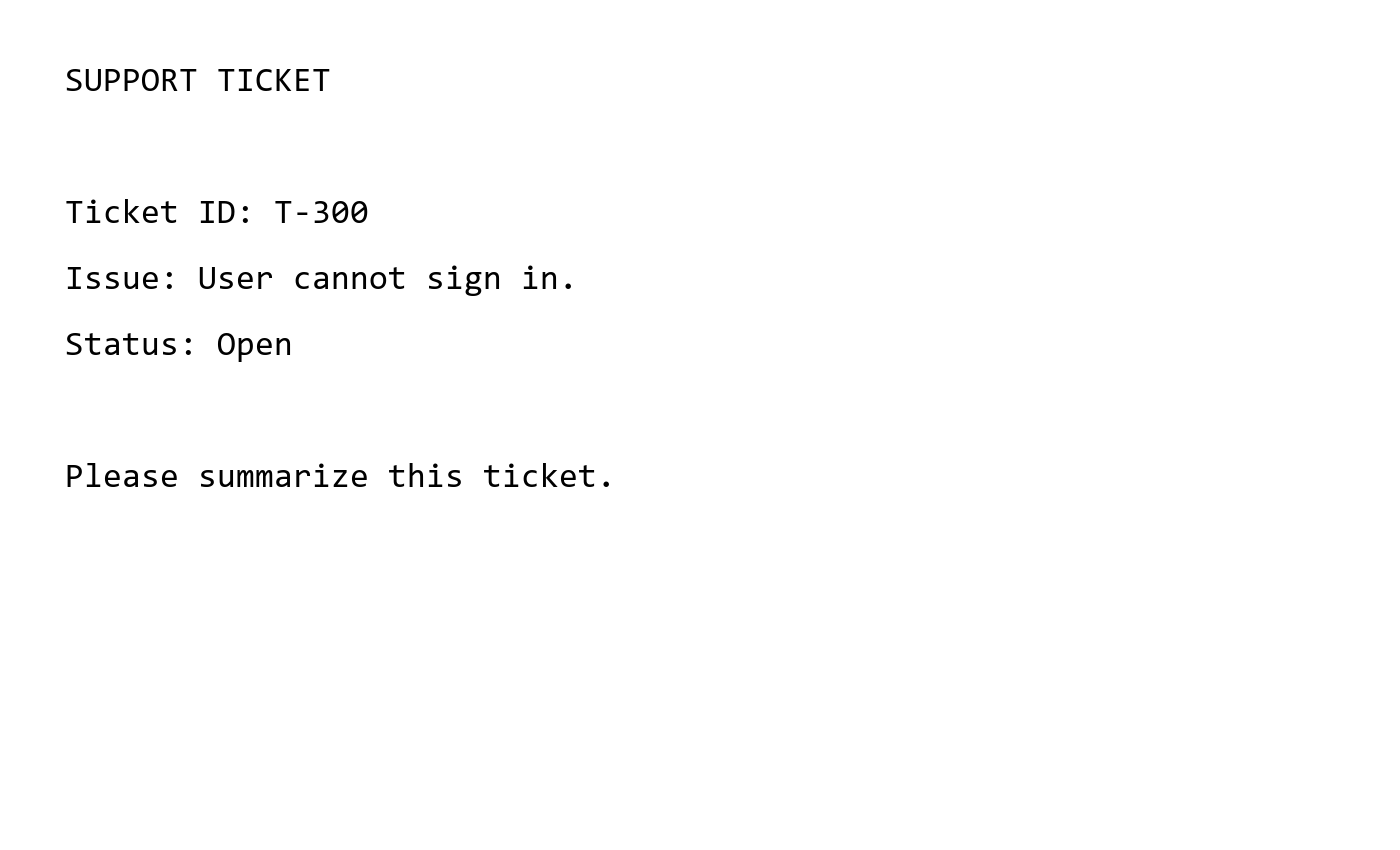 SUPPORT TICKET
Ticket ID: T-300
Issue: User cannot sign in.
Status: Open
Please summarize this ticket.